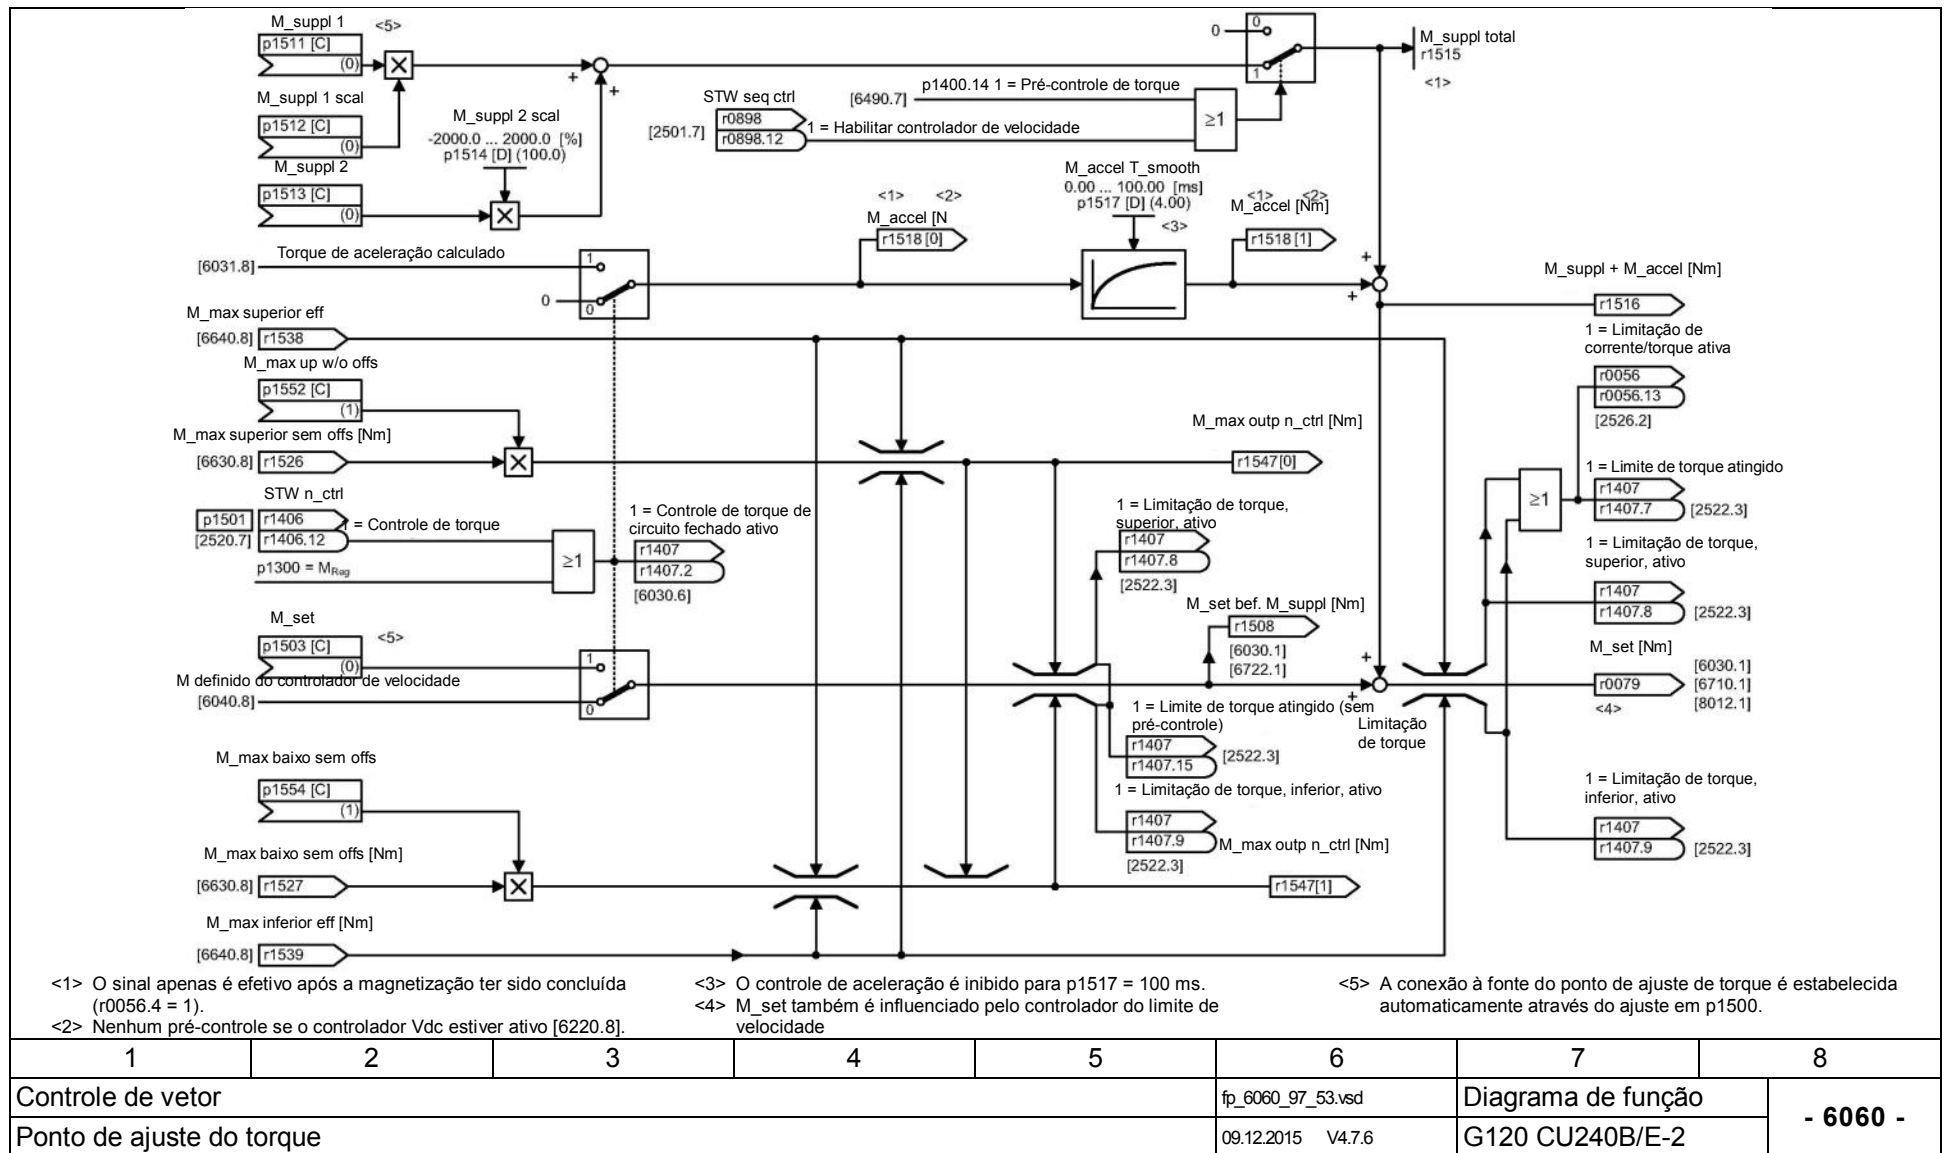 M_suppl 1
<5>
p1511 [C]
(0)
M_suppl 1 scal
p1512 [C]
(0)
M_suppl 2
p1513 [C]
(0)
M_suppl 2 scal
-2000.0 ... 2000.0 [%]
p1514 [D] (100.0)
+
+
STW seq ctrl
[2501.7]
r0898
r0898.12
[6490.7]
p1400.14 1 = Pré-controle de torque
1 = Habilitar controlador de velocidade
≥1
0
0
1
M_suppl total
r1515
<1>
[6031.8]
Torque de aceleração calculado
1
0
0
<1> <2>
M_accel [N
r1518 [0]
M_accel T_smooth
0.00 ... 100.00 [ms]
p1517 [D] (4.00)
<3>
<1> <2>
M_accel [Nm]
r1518 [1]
+
+
M_suppl + M_accel [Nm]
r1516
M_max superior eff
[6640.8] r1538
M_max up w/o offs
p1552 [C]
(1)
M_max superior sem offs [Nm]
[6630.8] r1526
M_max outp n_ctrl [Nm]
r1547[0]
1 = Limitação de
corrente/torque ativa
r0056
r0056.13
[2526.2]
STW n_ctrl
p1501 r1406
[2520.7] r1406.12
1 = Controle de torque
p1300 = MReg
≥1
1 = Controle de torque de
circuito fechado ativo
r1407
r1407.2
[6030.6]
1 = Limitação de torque,
superior, ativo
r1407
r1407.8
[2522.3]
≥1
1 = Limite de torque atingido
r1407
r1407.7 [2522.3]
1 = Limitação de torque,
superior, ativo
r1407
r1407.8 [2522.3]
M_set
<5>
p1503 [C]
(0)
M definido do controlador de velocidade
[6040.8]
1
0
M_set bef. M_suppl [Nm]
r1508
[6030.1]
[6722.1]
+
+
Limitação
de torque
M_set [Nm]
r0079
<4>
[6030.1]
[6710.1]
[8012.1]
1 = Limite de torque atingido (sem
pré-controle)
r1407
r1407.15
[2522.3]
1 = Limitação de torque, inferior, ativo
r1407
r1407.9
[2522.3]
1 = Limitação de torque,
inferior, ativo
r1407
r1407.9 [2522.3]
M_max baixo sem offs
p1554 [C]
(1)
M_max baixo sem offs [Nm]
[6630.8] r1527
M_max outp n_ctrl [Nm]
r1547[1]
M_max inferior eff [Nm]
[6640.8] r1539
<1> O sinal apenas é efetivo após a magnetização ter sido concluída
(r0056.4 = 1).
<2> Nenhum pré-controle se o controlador Vdc estiver ativo [6220.8].
<3> O controle de aceleração é inibido para p1517 = 100 ms.
<4> M_set também é influenciado pelo controlador do limite de
velocidade
<5> A conexão à fonte do ponto de ajuste de torque é estabelecida
automaticamente através do ajuste em p1500.
1 2 3 4 5 6 7 8
Controle de vetor
fp_6060_97_53.vsd
Diagrama de função
- 6060 -
Ponto de ajuste do torque
09.12.2015 V4.7.6
G120 CU240B/E-2